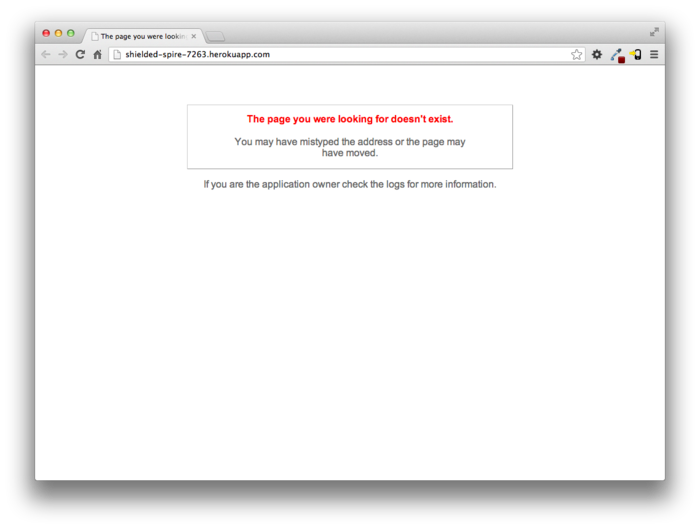 The page you were looking
shielded-spire-7263.herokuapp.com
The page you were looking for doesn't exist.
You may have mistyped the address or the page may
have moved.
If you are the application owner check the logs for more information.